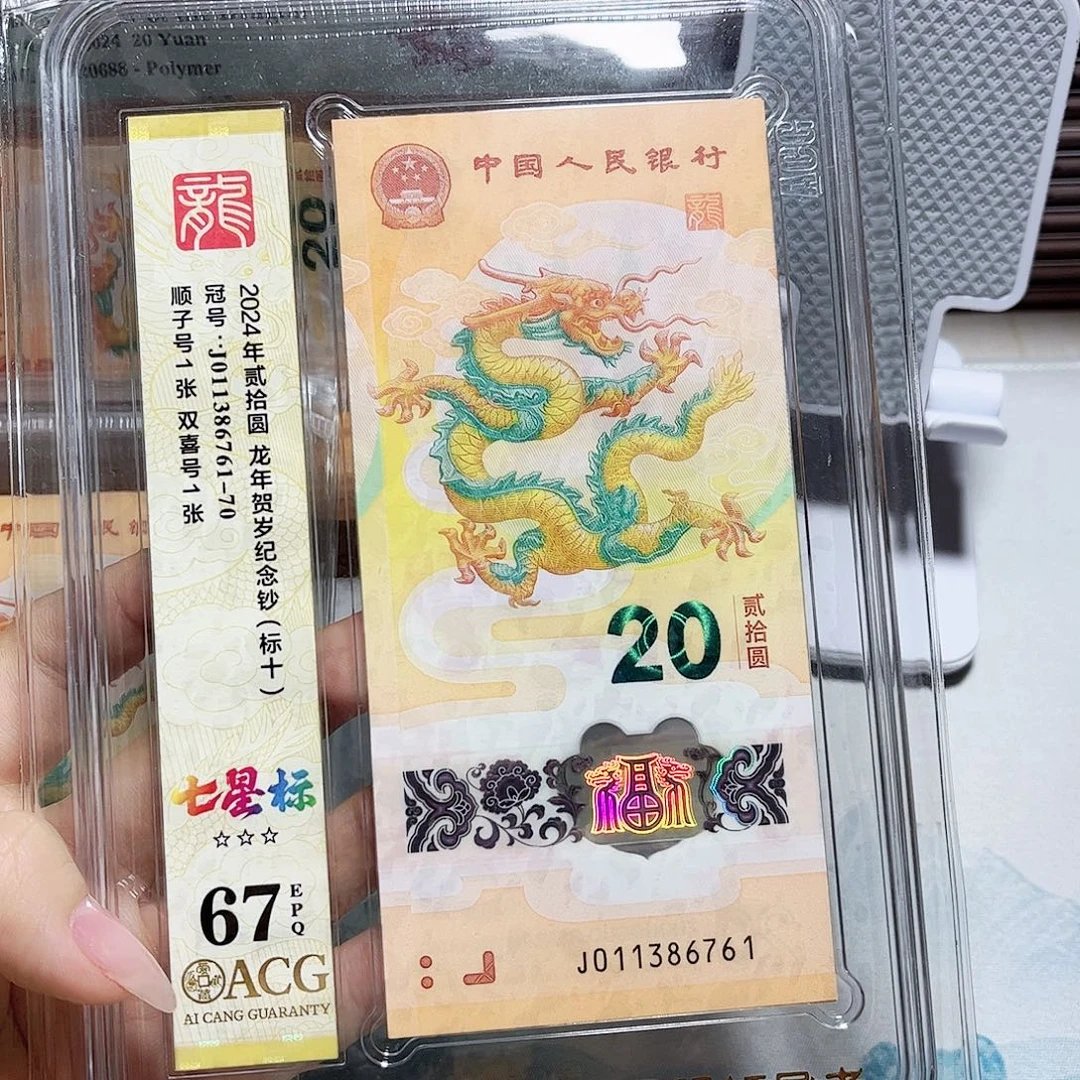 2024 20 Yuan
20688 - Polymer
龍
2024年贰拾圆 龙年贺岁纪念钞(标十)
冠号:J011386761-70
顺子号1张 双喜号1张
七星标
☆☆☆
67 EPQ
ACG
AI CANG GUARANTY
中国人民银行
龍
20
贰拾圆
福
J011386761
ACG
20